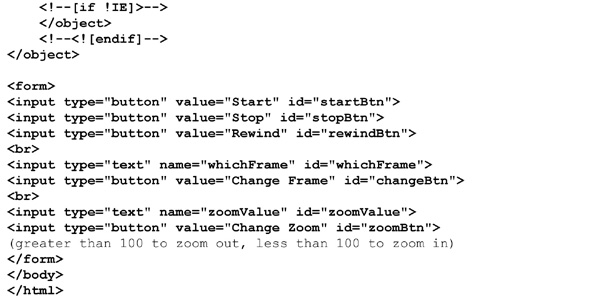 <!--[if !IE]>-->
</object>
<!--<![endif]-->
</object>
<form>
<input type="button" value="Start" id="startBtn">
<input type="button" value="Stop" id="stopBtn">
<input type="button" value="Rewind" id="rewindBtn">
<br>
<input type="text" name="whichFrame" id="whichFrame">
<input type="button" value="Change Frame" id="changeBtn">
<br>
<input type="text" name="zoomValue" id="zoomValue">
<input type="button" value="Change Zoom" id="zoomBtn">
(greater than 100 to zoom out, less than 100 to zoom in)
</form>
</body>
</html>